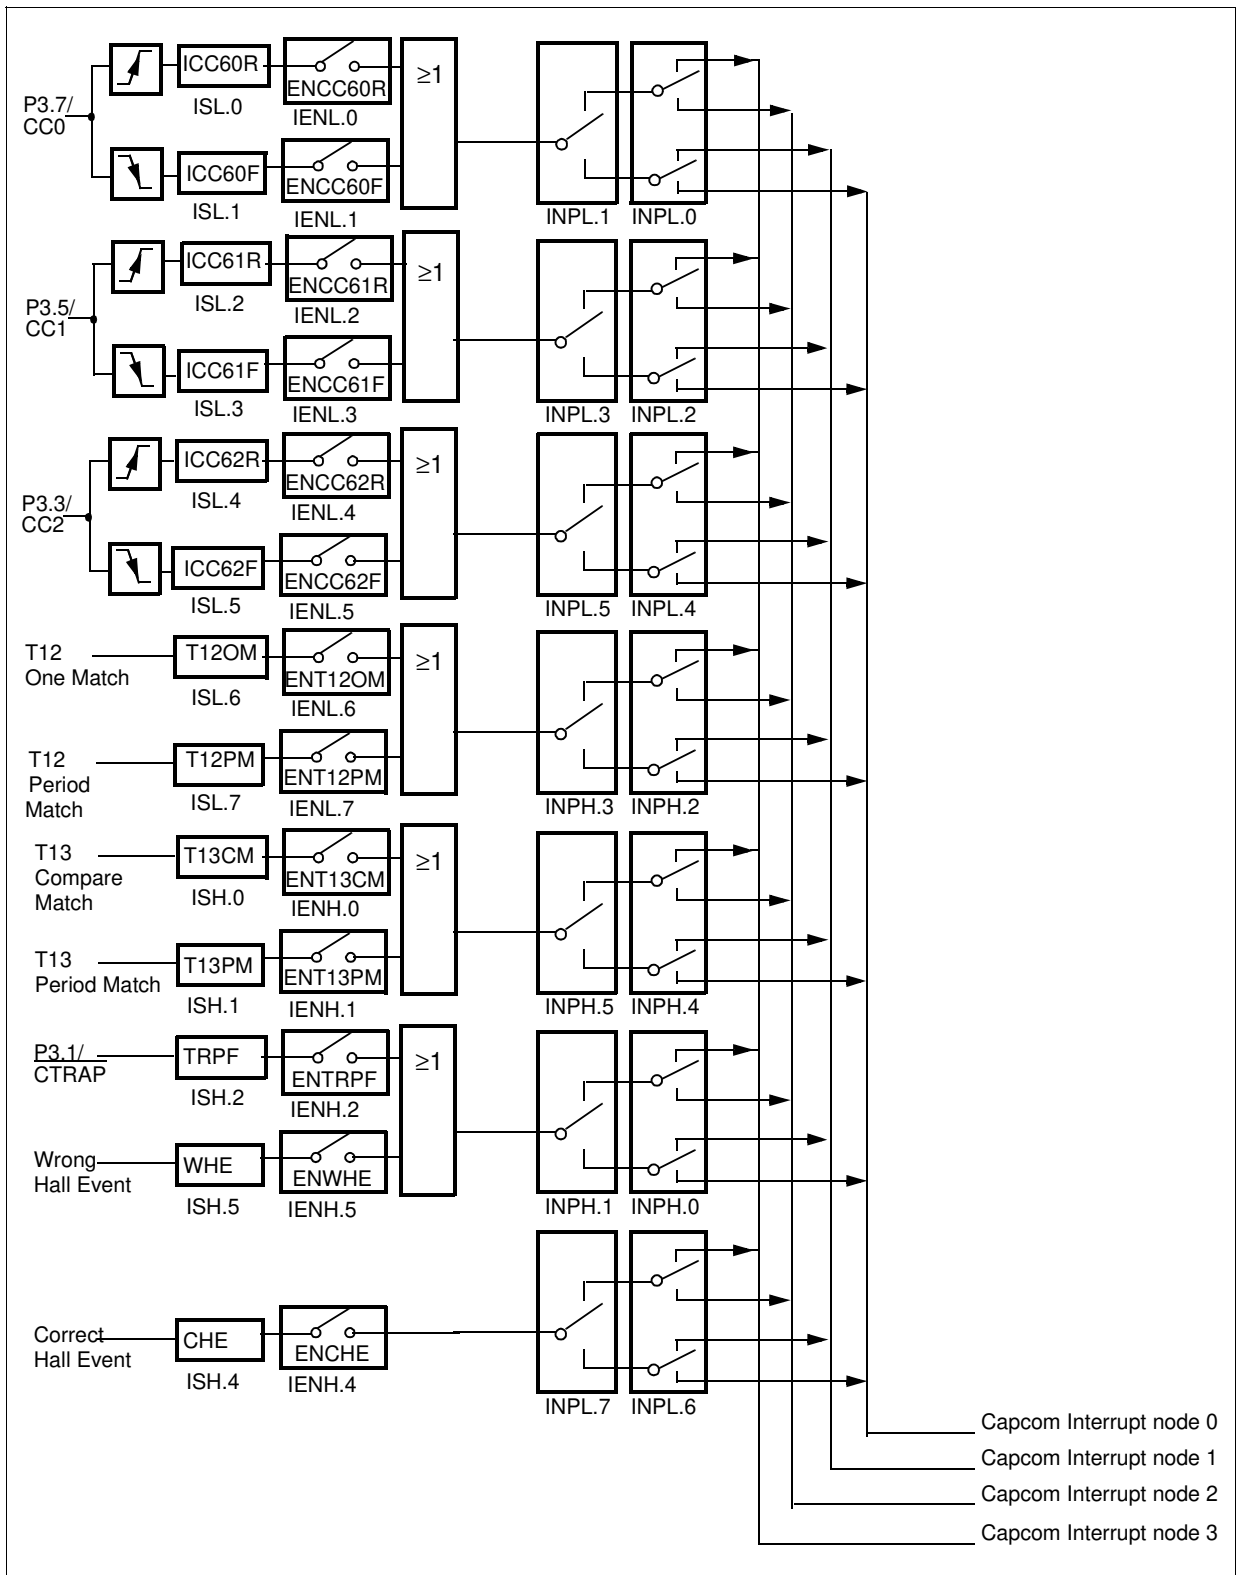 ICC60R
ENCC60R
≥1
ISL.0
IENL.0
P3.7/
CC0
ICC60F
ENCC60F
ISL.1
IENL.1
INPL.1
INPL.0
ICC61R
ENCC61R
≥1
ISL.2
IENL.2
P3.5/
CC1
ICC61F
ENCC61F
ISL.3
IENL.3
INPL.3
INPL.2
ICC62R
ENCC62R
≥1
ISL.4
IENL.4
P3.3/
CC2
ICC62F
ENCC62F
ISL.5
IENL.5
INPL.5
INPL.4
T12
One Match
T12OM
ENT12OM
≥1
ISL.6
IENL.6
T12
Period
Match
T12PM
ENT12PM
ISL.7
IENL.7
INPH.3
INPH.2
T13
Compare
Match
T13CM
ENT13CM
≥1
ISH.0
IENH.0
T13
Period Match
T13PM
ENT13PM
ISH.1
IENH.1
INPH.5
INPH.4
P3.1/
CTRAP
TRPF
ENTRPF
≥1
ISH.2
IENH.2
Wrong
Hall Event
WHE
ENWHE
ISH.5
IENH.5
INPH.1
INPH.0
Correct
Hall Event
CHE
ENCHE
ISH.4
IENH.4
INPL.7
INPL.6
Capcom Interrupt node 0
Capcom Interrupt node 1
Capcom Interrupt node 2
Capcom Interrupt node 3